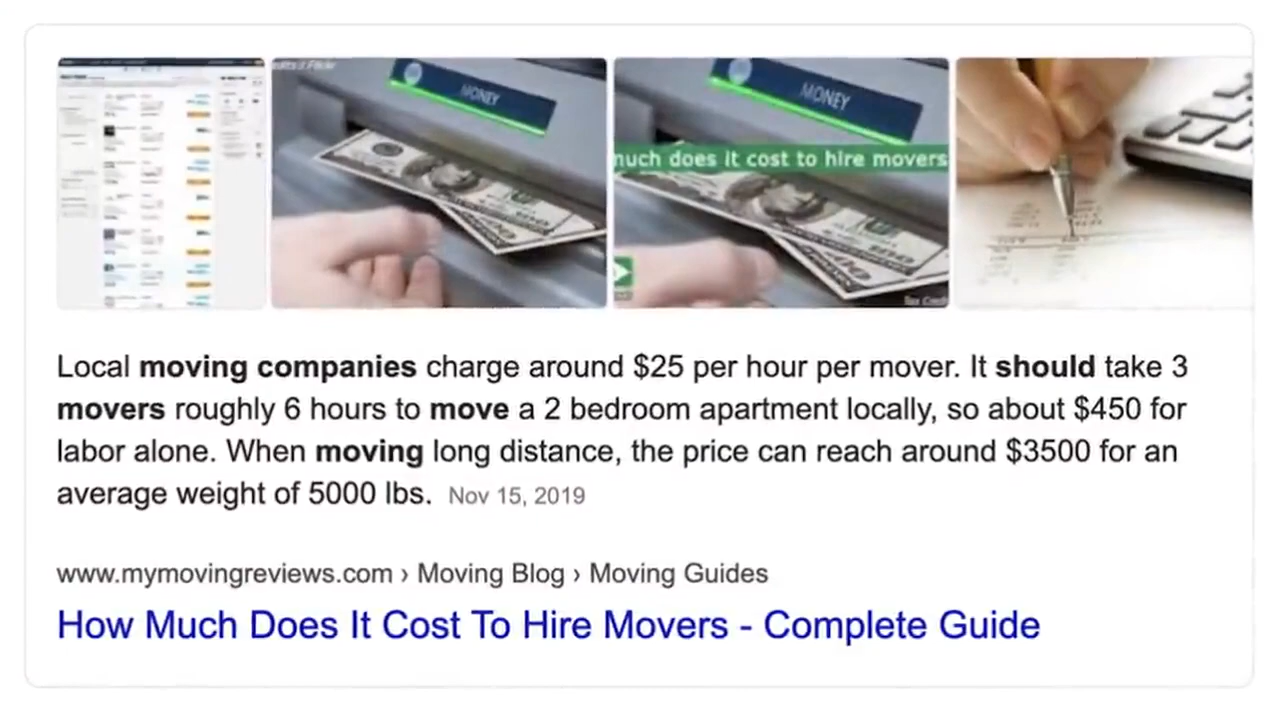 MONEY
MONEY
much does it cost to hire movers
Local moving companies charge around $25 per hour per mover. It should take 3
movers roughly 6 hours to move a 2 bedroom apartment locally, so about $450 for
labor alone. When moving long distance, the price can reach around $3500 for an
average weight of 5000 lbs. Nov 15, 2019
www.mymovingreviews.com › Moving Blog › Moving Guides
How Much Does It Cost To Hire Movers - Complete Guide